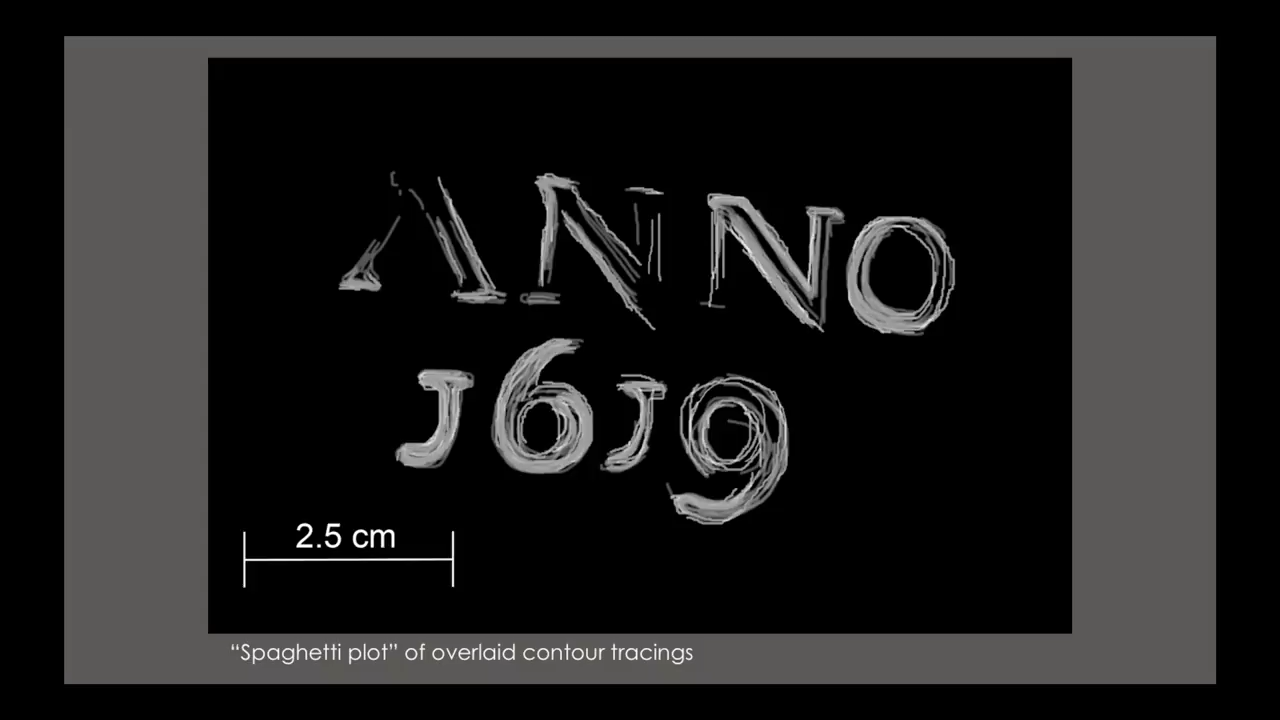 ANNO
J6J9
2.5 cm
“Spaghetti plot” of overlaid contour tracings